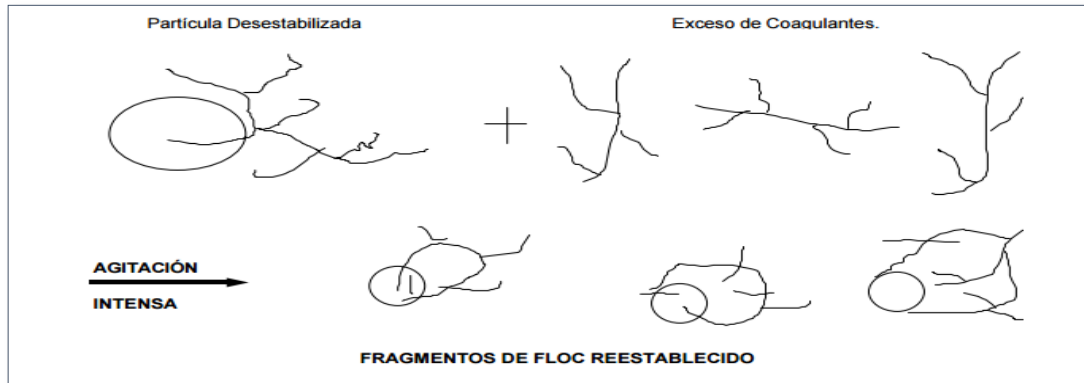 Partícula Desestabilizada
Exceso de Coagulantes.
AGITACIÓN
INTENSA
FRAGMENTOS DE FLOC REESTABLECIDO